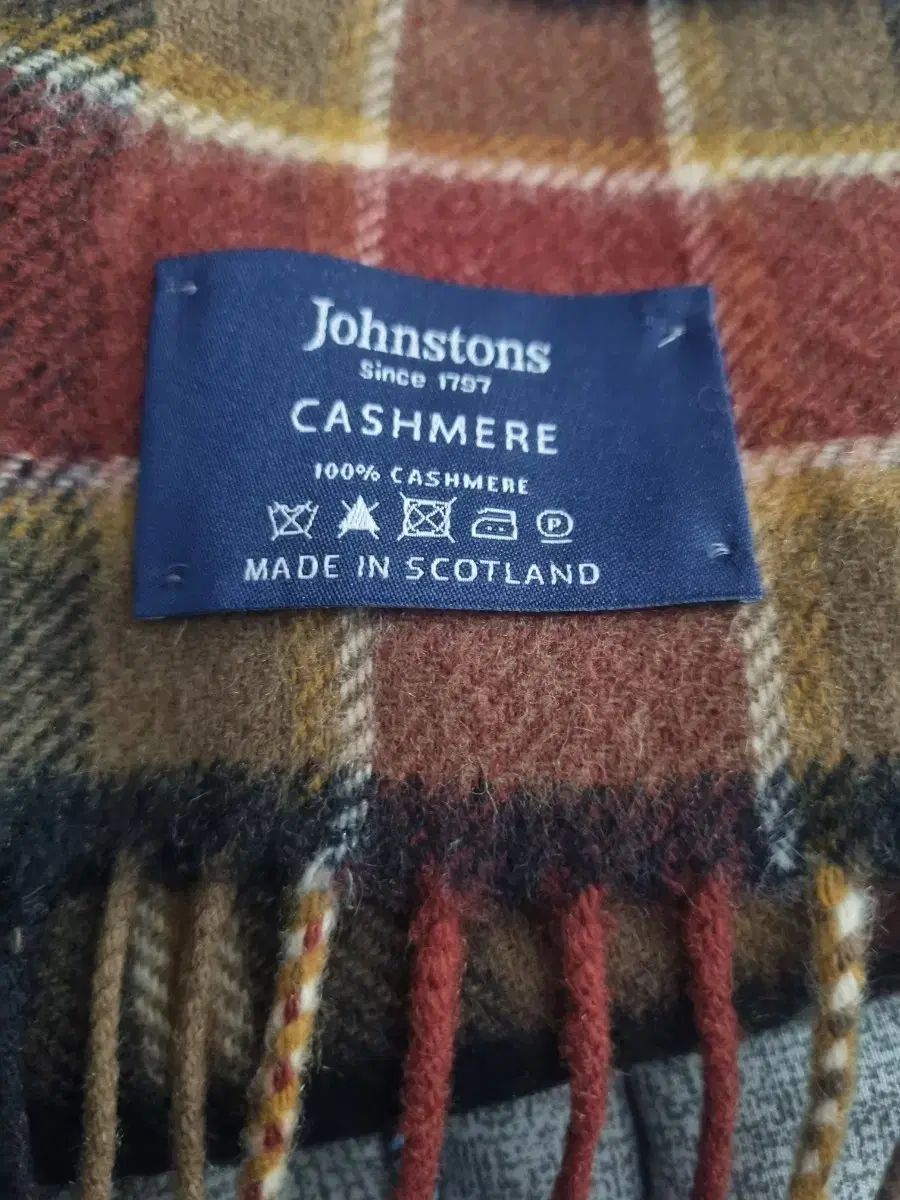 Johnstons
Since 1797
CASHMERE
100% CASHMERE
P
MADE IN SCOTLAND